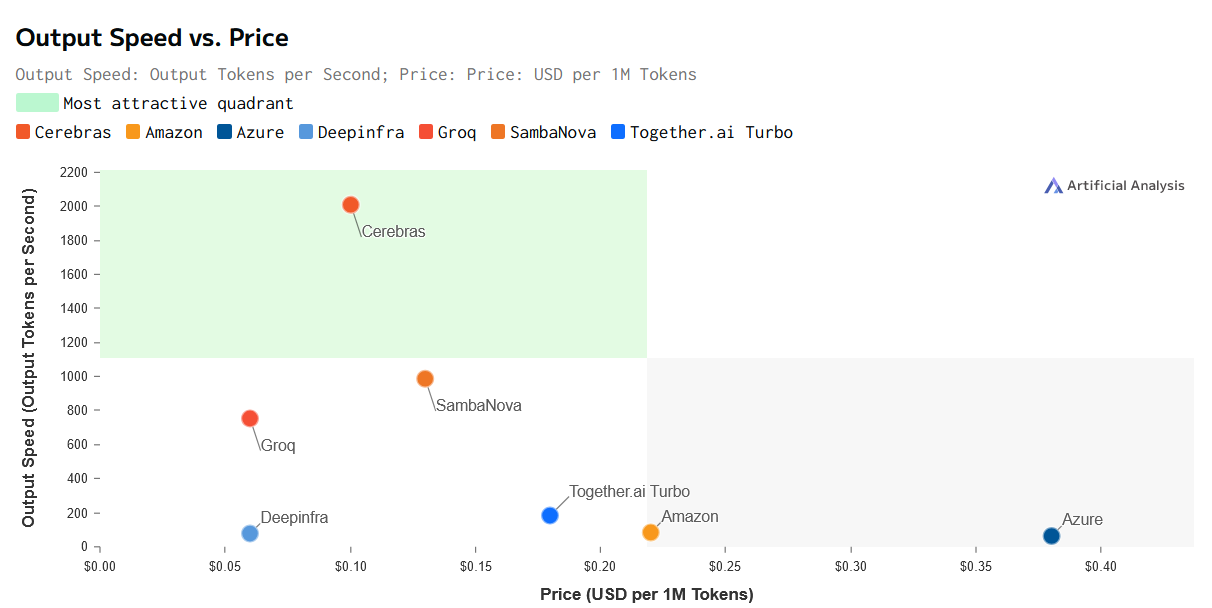 Output Speed vs. Price
Output Speed: Output Tokens per Second; Price: Price: USD per 1M Tokens
Most attractive quadrant
Cerebras Amazon Azure Deepinfra Groq SambaNova Together.ai Turbo
Artificial Analysis
Output Speed (Output Tokens per Second)
2200
2000
1800
1600
1400
1200
1000
800
600
400
200
0
Cerebras
SambaNova
Groq
Together.ai Turbo
Deepinfra
Amazon
Azure
$0.00 $0.05 $0.10 $0.15 $0.20 $0.25 $0.30 $0.35 $0.40
Price (USD per 1M Tokens)